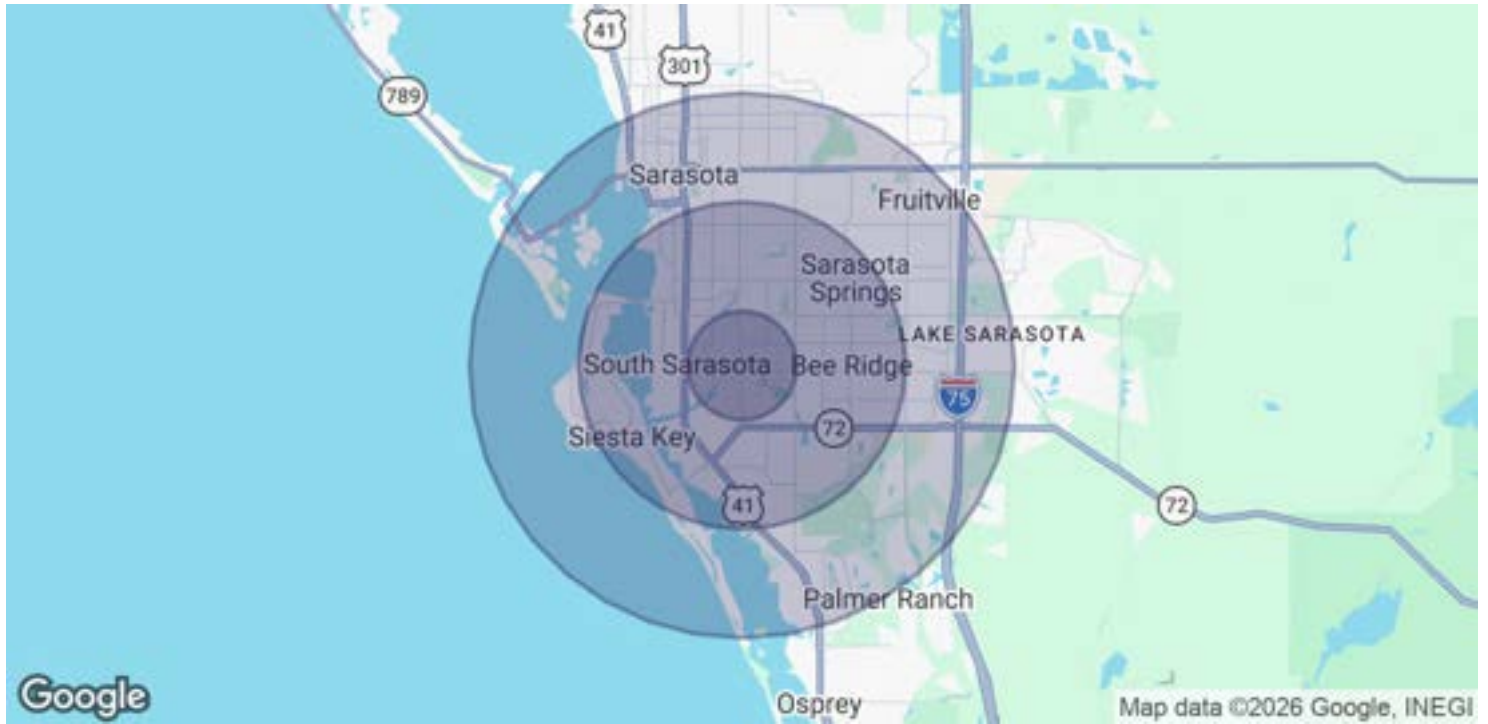 41
301
789
Sarasota
Fruitville
Sarasota
Springs
LAKE SARASOTA
South Sarasota
Bee Ridge
75
72
Siesta Key
41
72
Palmer Ranch
Osprey
Google
Map data ©2026 Google, INEGI